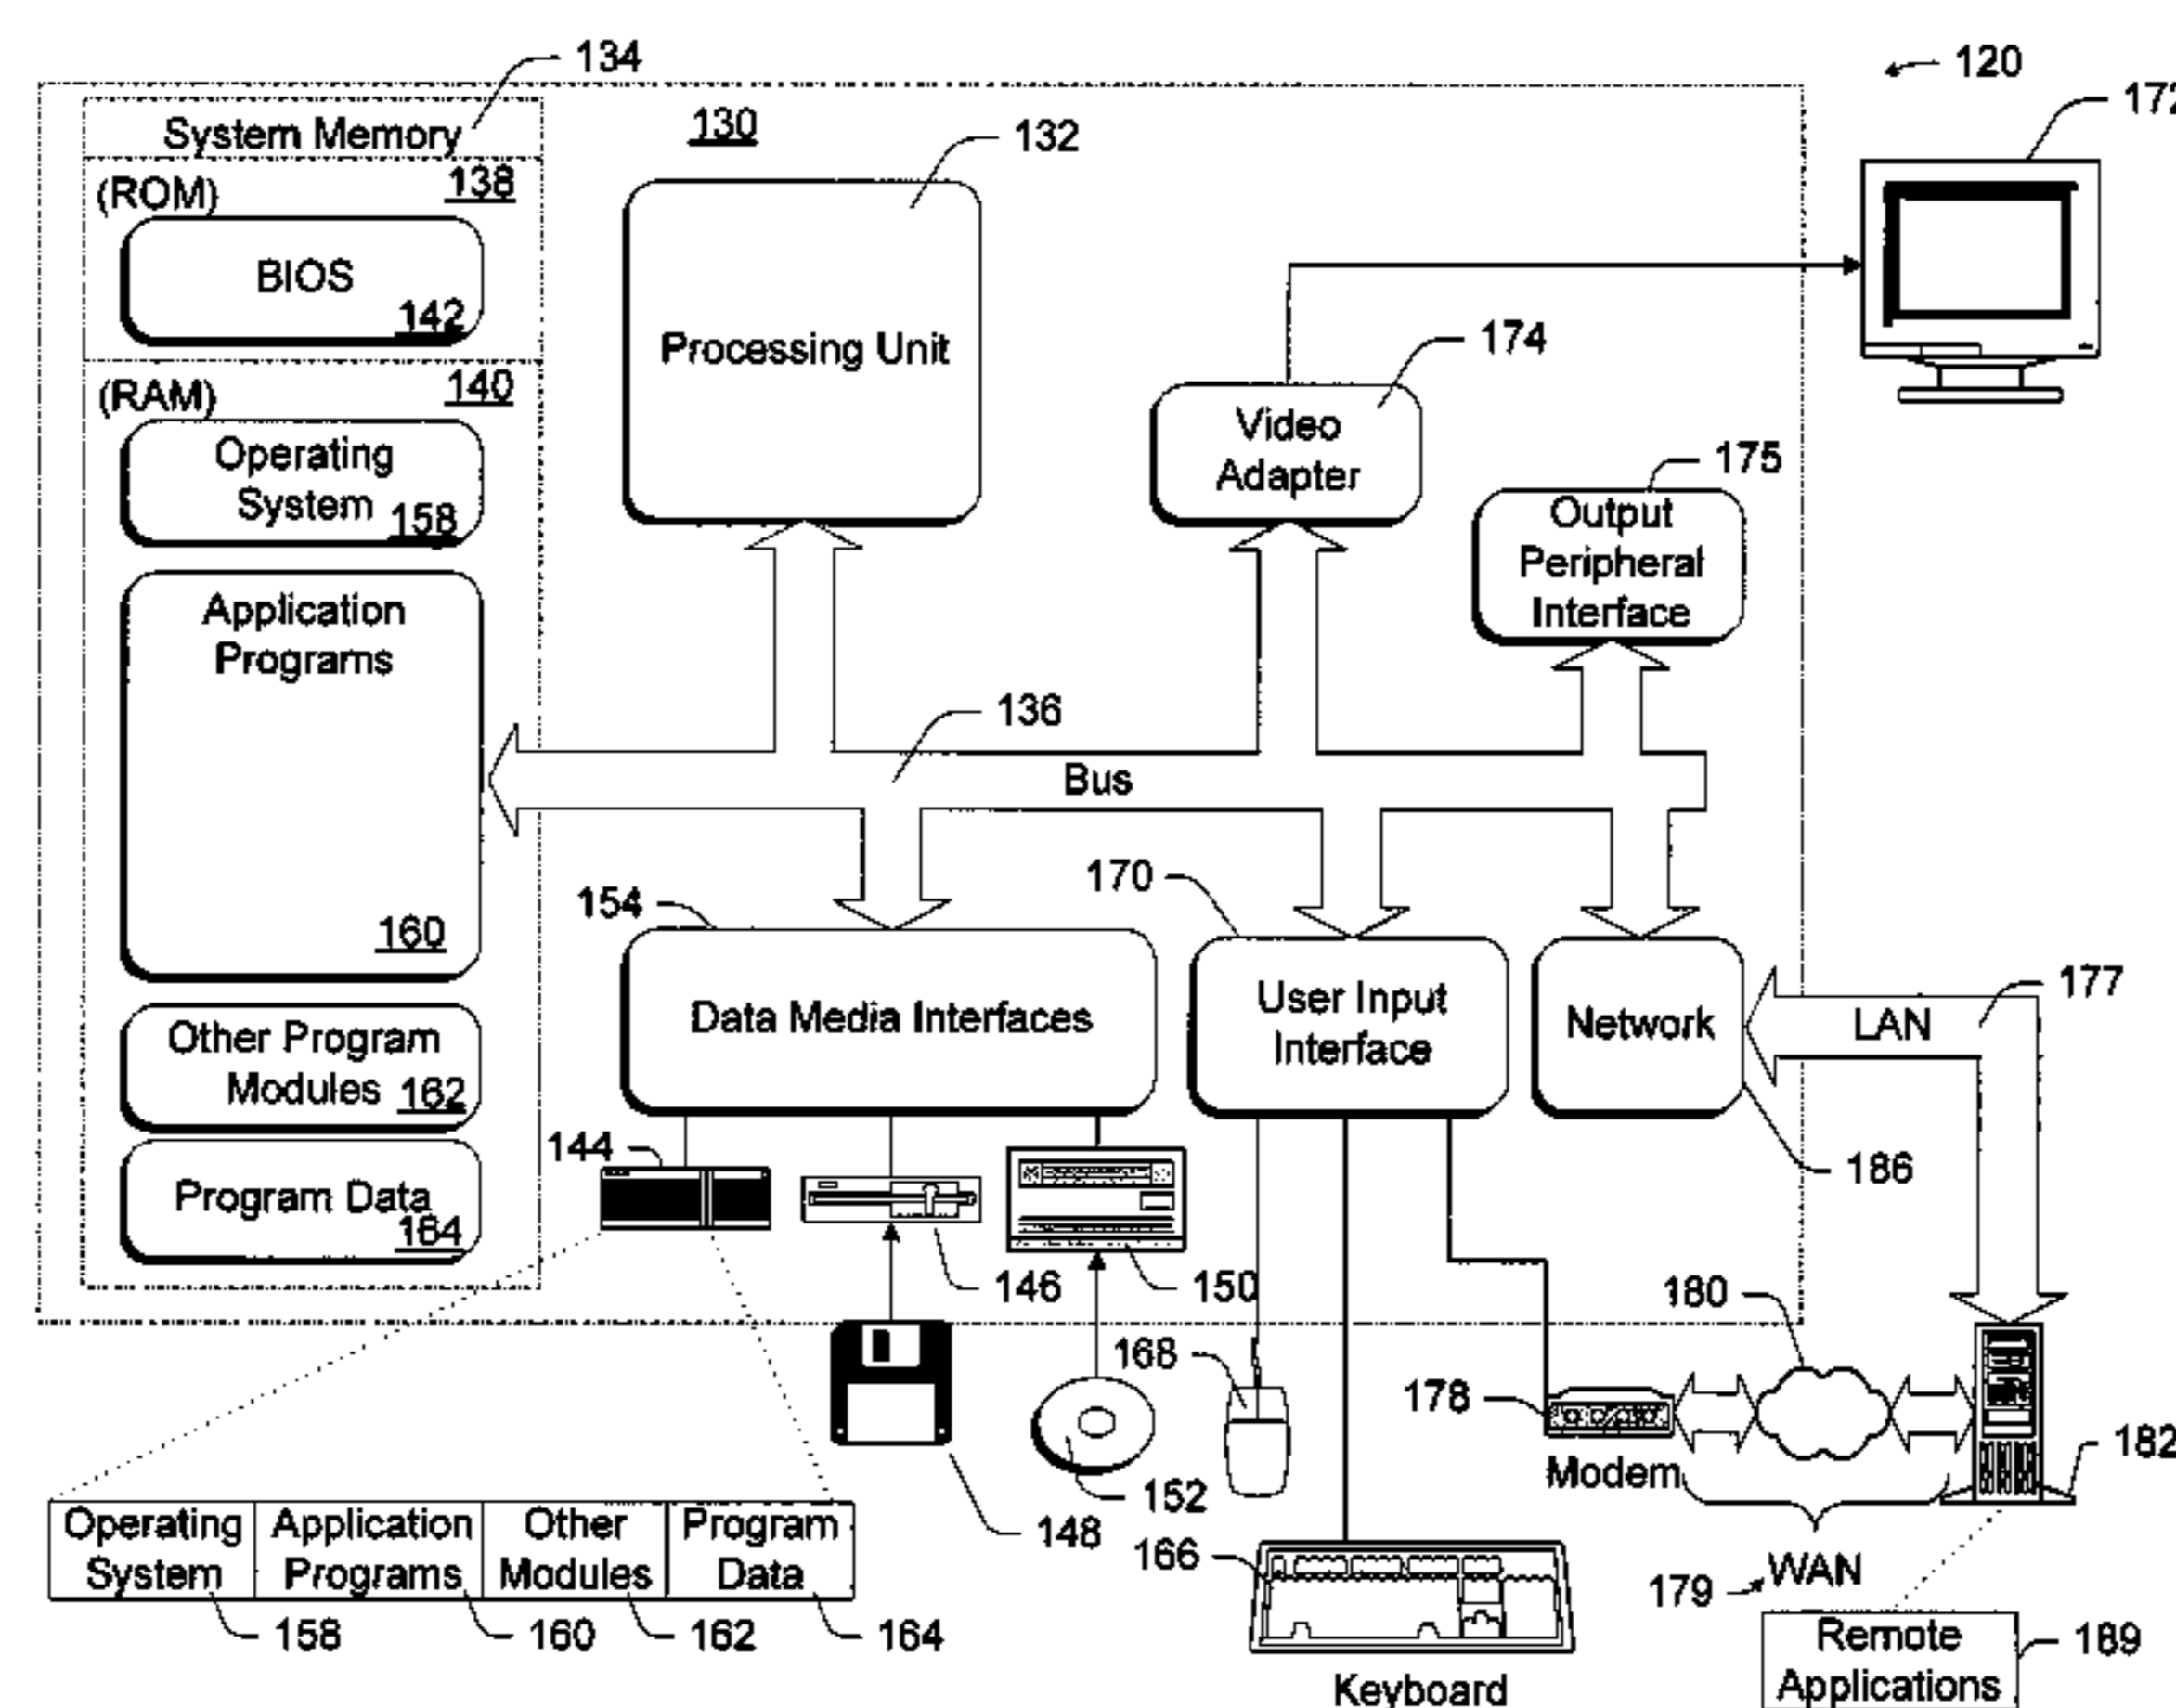 134
120
172
System Memory
130
132
(ROM)
138
BIOS
142
Processing Unit
174
(RAM)
140
Video
Adapter
Operating
System
158
175
Output
Peripheral
Interface
Application
Programs
136
Bus
170
154
160
177
Data Media Interfaces
User Input
Interface
Network
LAN
Other Program
Modules
162
144
186
Program Data
164
146
150
180
168
178
182
Modem
152
148
Operating
System
Application
Programs
Other
Modules
Program
Data
166
179
WAN
158
160
162
164
Remote
Applications
189
Keyboard